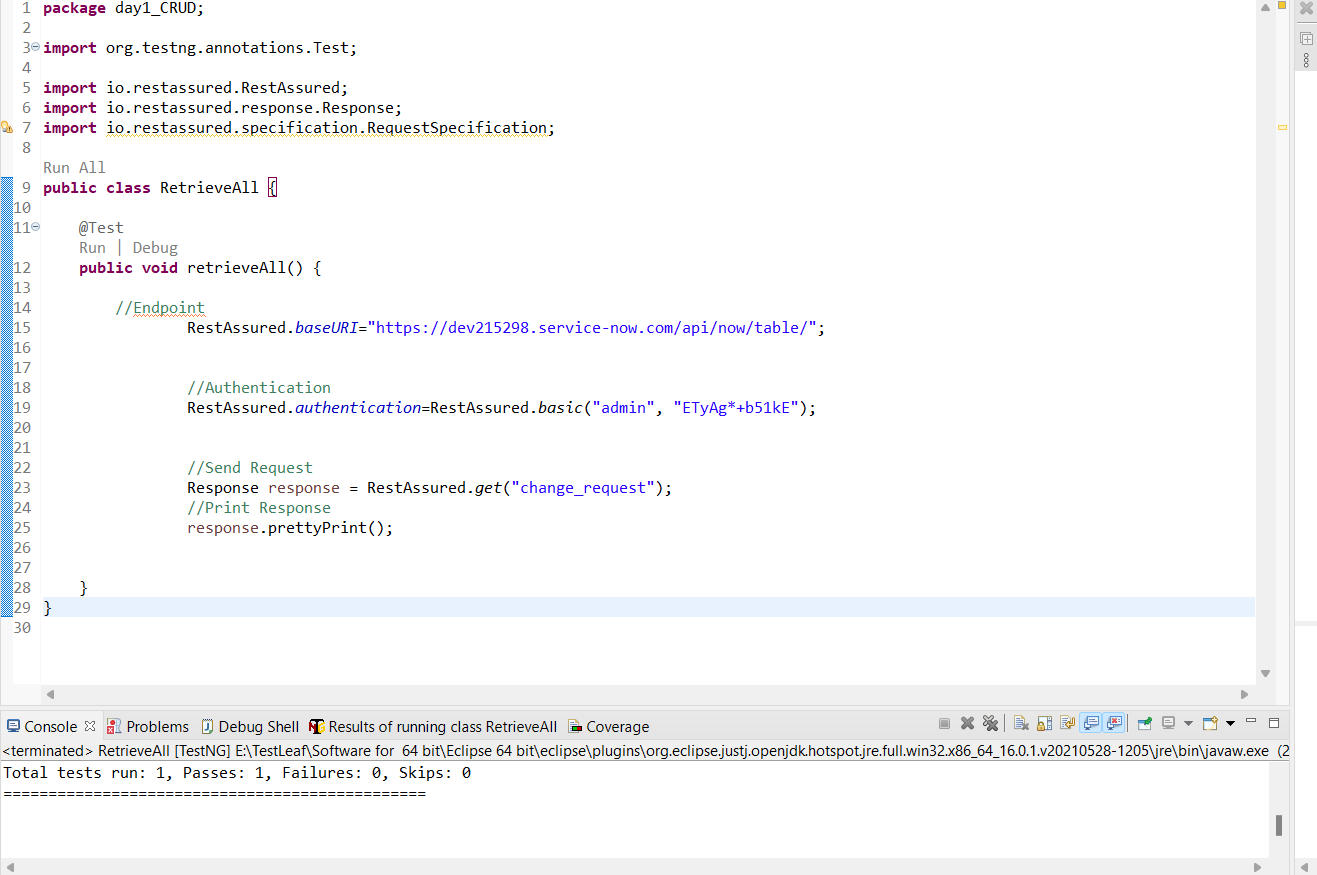 1 package day1_CRUD;
2
3 import org.testng.annotations.Test;
4
5 import io.restassured.RestAssured;
6 import io.restassured.response.Response;
7 import io.restassured.specification.RequestSpecification;
8
Run All
9 public class RetrieveAll {
10
11 @Test
Run | Debug
12 public void retrieveAll() {
13
14 //Endpoint
15 RestAssured.baseURI="https://dev215298.service-now.com/api/now/table/";
16
17
18 //Authentication
19 RestAssured.authentication=RestAssured.basic("admin", "ETyAg*+b51kE");
20
21
22 //Send Request
23 Response response = RestAssured.get("change_request");
24 //Print Response
25 response.prettyPrint();
26
27
28 }
29 }
30
Console Problems Debug Shell Results of running class RetrieveAll Coverage
<terminated> RetrieveAll [TestNG] E:\TestLeaf\Software for 64 bit\Eclipse 64 bit\eclipse\plugins\org.eclipse.justj.openjdk.hotspot.jre.full.win32.x86_64_16.0.1.v20210528-1205\jre\bin\javaw.exe (2
Total tests run: 1, Passes: 1, Failures: 0, Skips: 0
===============================================